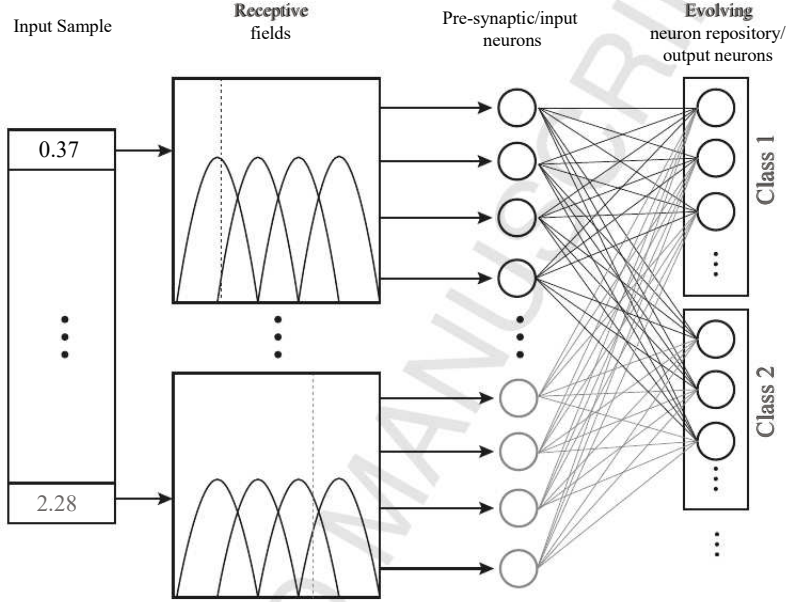 Input Sample
Receptive
fields
Pre-synaptic/input
neurons
Evolving
neuron repository/
output neurons
0.37
2.28
Class 1
Class 2
D MANUSCRI